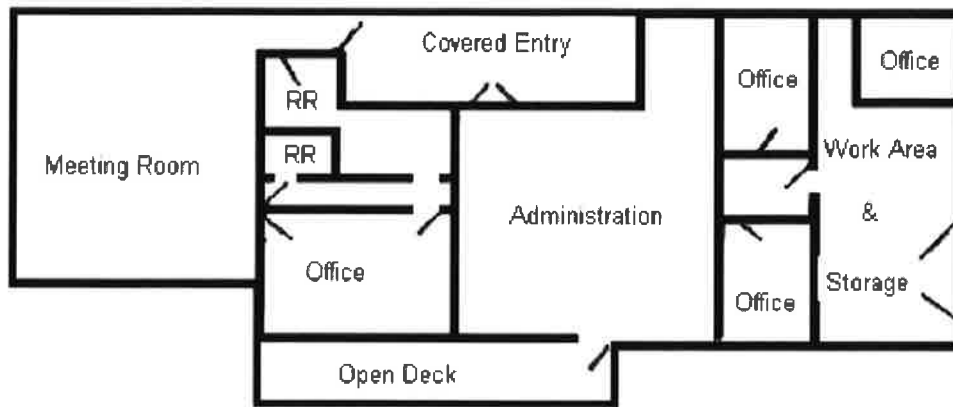 Covered Entry
Office
Office
RR
RR
Meeting Room
Work Area
&
Storage
Administration
Office
Office
Open Deck